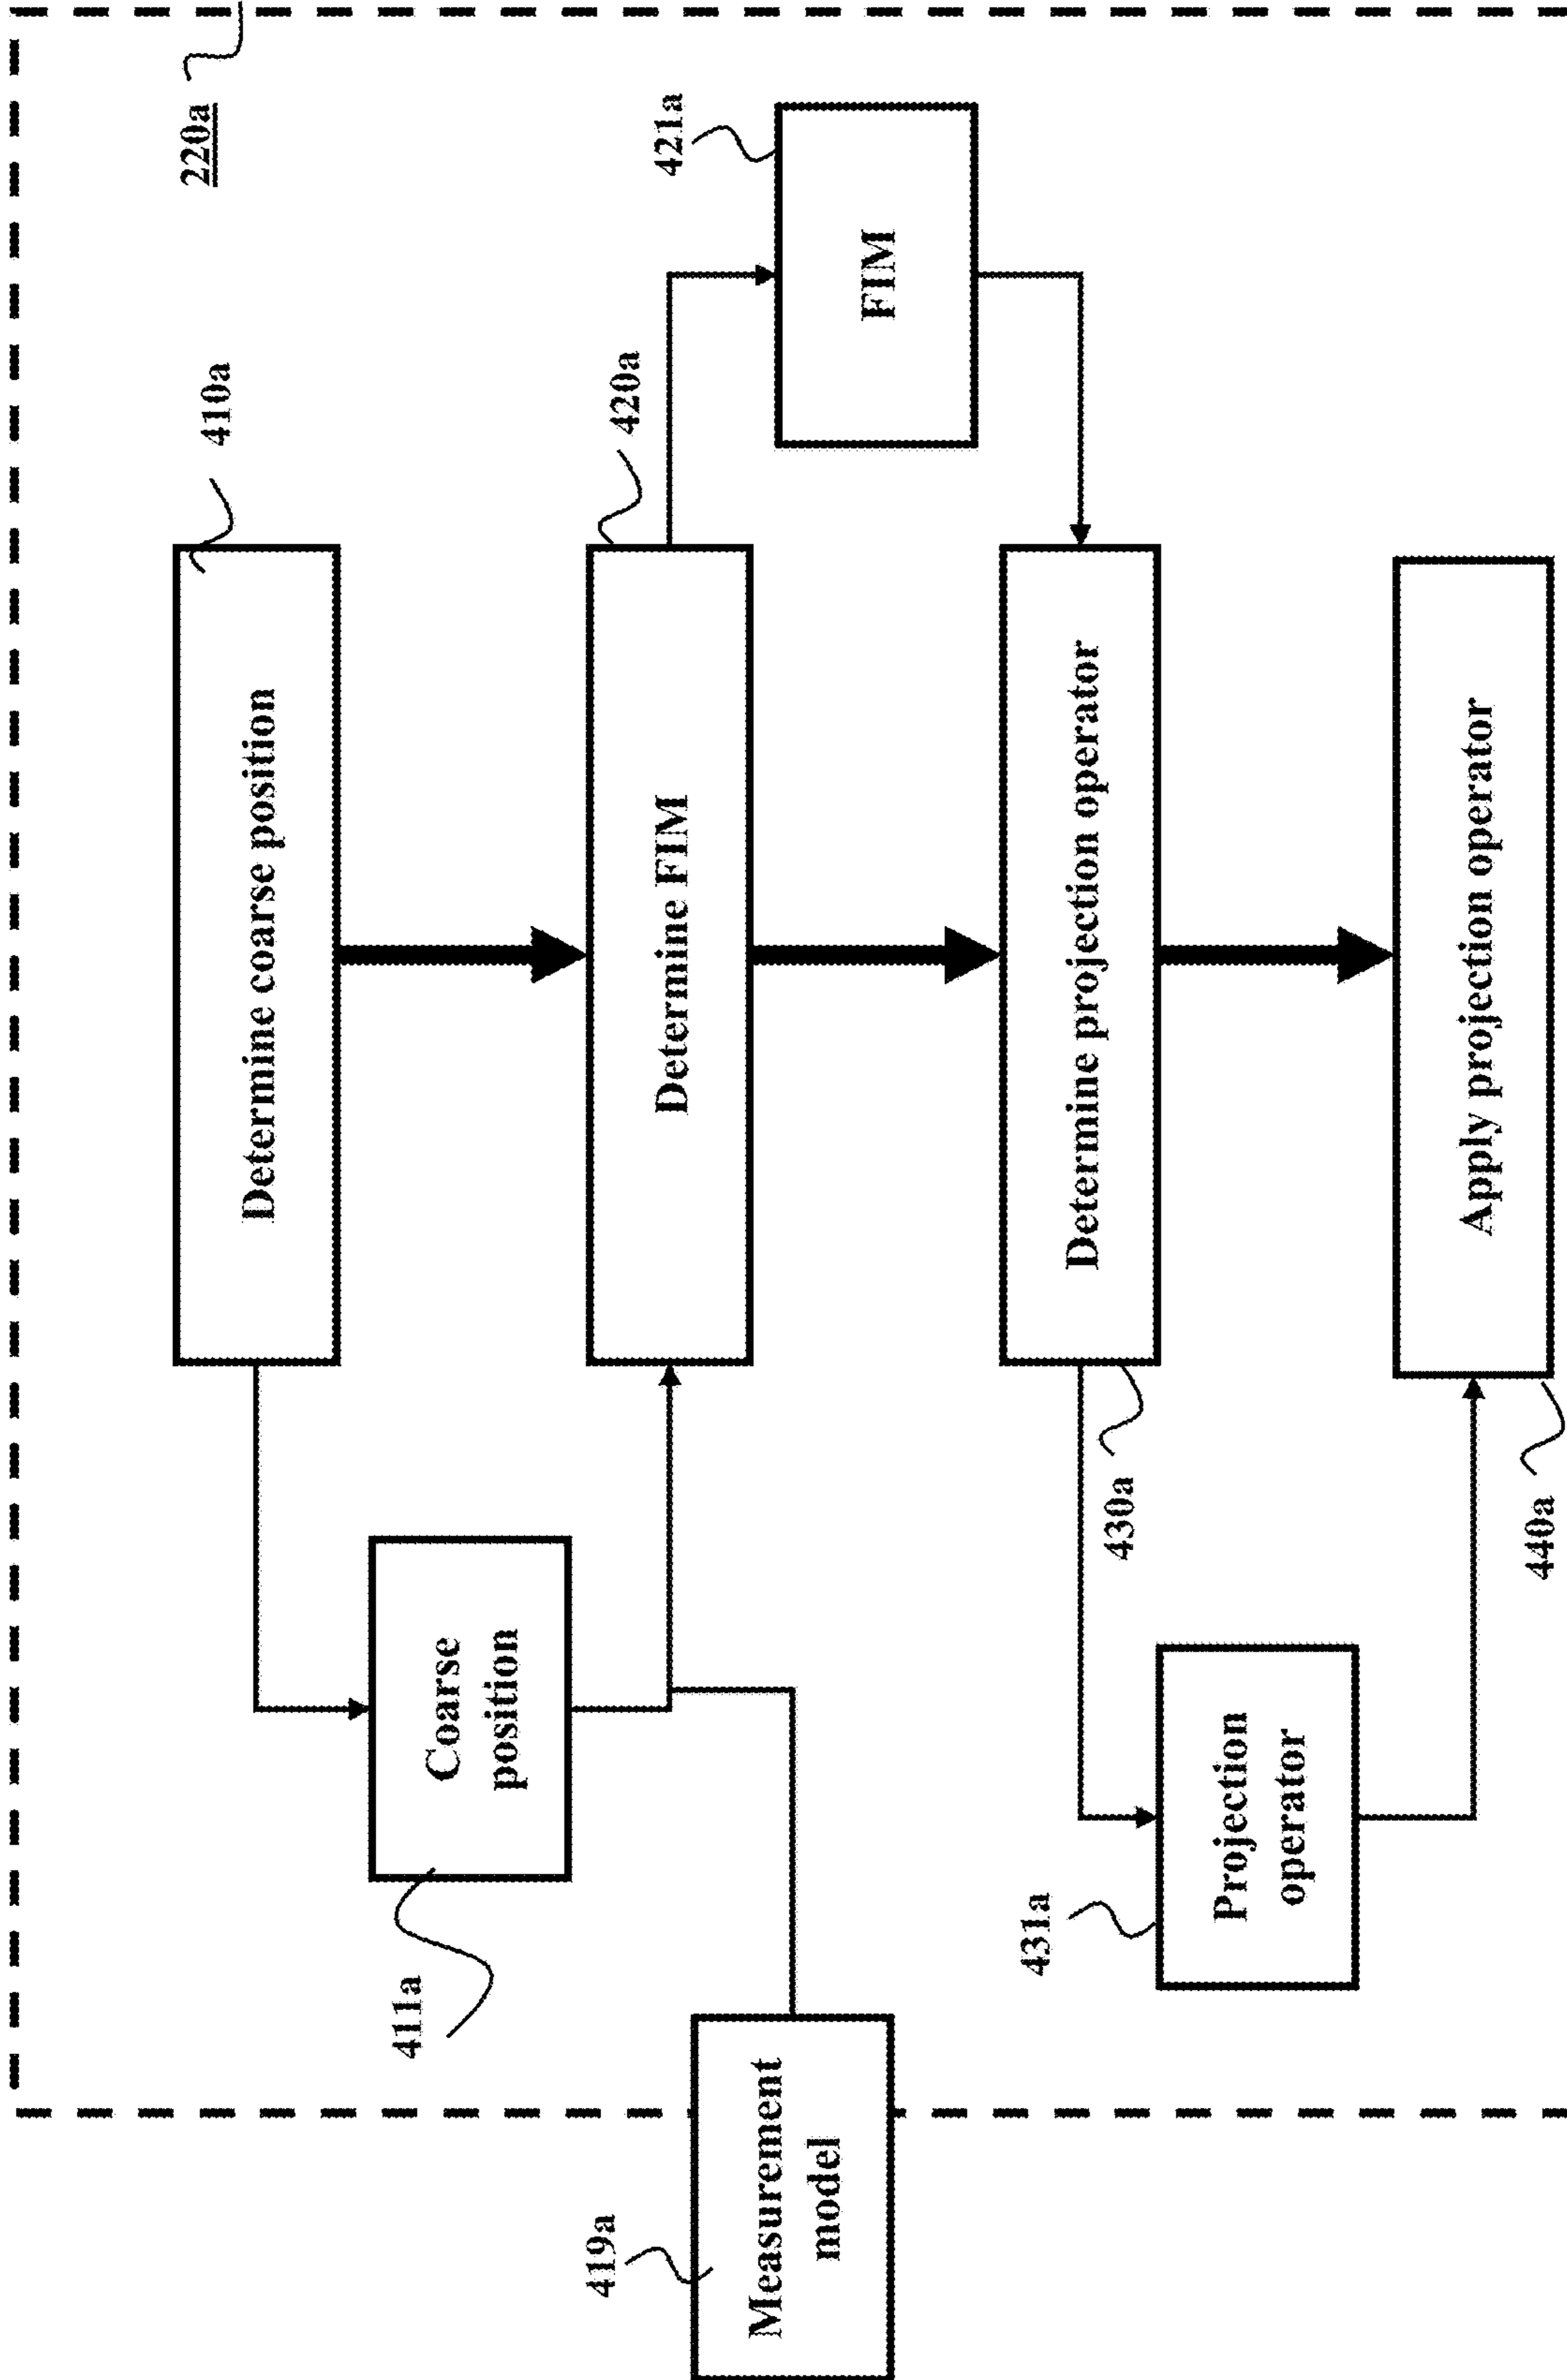 220a
410a
Determine coarse position
411a
Coarse
position
420a
Determine FIM
421a
FIM
419a
Measurement
model
Determine projection operator
430a
431a
Projection
operator
Apply projection operator
440a